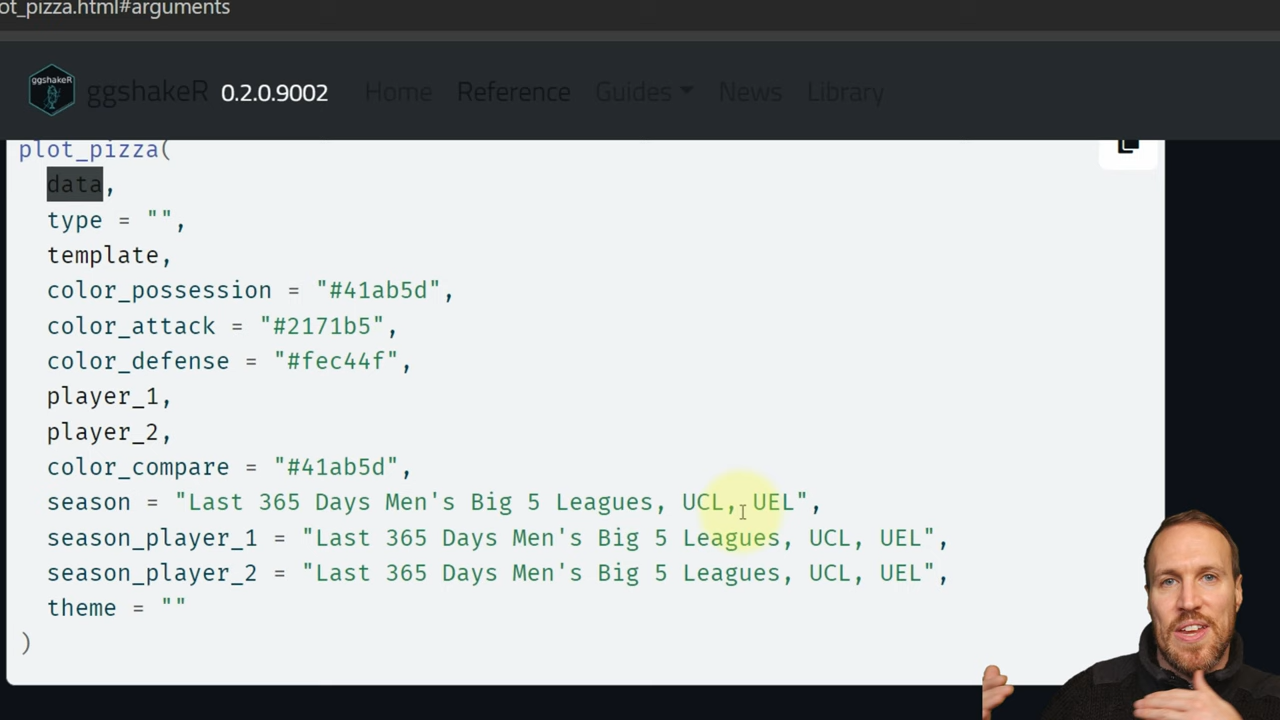 ot_pizza.html#arguments
ggshakeR
ggshakeR 0.2.0.9002 Home Reference Guides News Library
plot_pizza(
data,
type = "",
template,
color_possession = "#41ab5d",
color_attack = "#2171b5",
color_defense = "#fec44f",
player_1,
player_2,
color_compare = "#41ab5d",
season = "Last 365 Days Men's Big 5 Leagues, UCL, UEL",
season_player_1 = "Last 365 Days Men's Big 5 Leagues, UCL, UEL",
season_player_2 = "Last 365 Days Men's Big 5 Leagues, UCL, UEL",
theme = ""
)